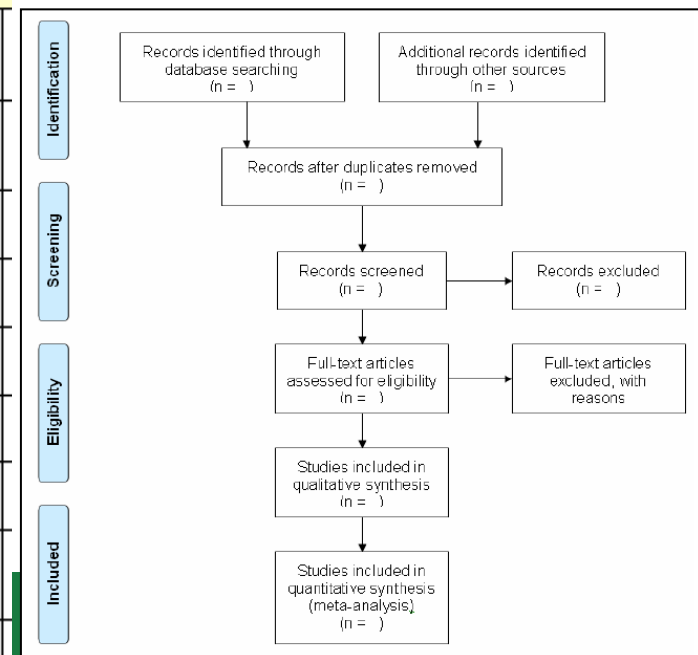 Identification
Records identified through
database searching
(n =   )
Additional records identified
through other sources
(n =   )
Records after duplicates removed
(n =   )
Screening
Records screened
(n =   )
Records excluded
(n =   )
Eligibility
Full-text articles
assessed for eligibility
(n =   )
Full-text articles
excluded, with
reasons
Studies included in
qualitative synthesis
(n =   )
Included
Studies included in
quantitative synthesis
(meta-analysis)
(n =   )